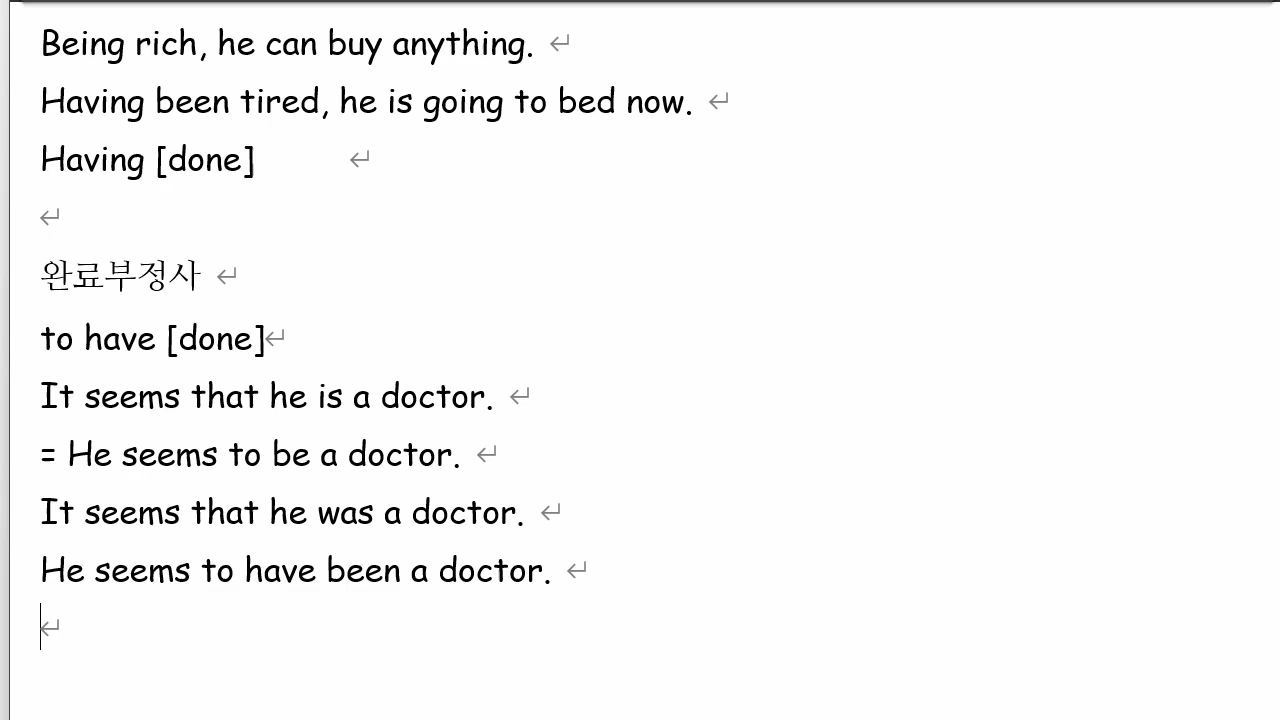 Being rich, he can buy anything.
Having been tired, he is going to bed now.
Having [done]
완료부정사
to have [done]
It seems that he is a doctor.
= He seems to be a doctor.
It seems that he was a doctor.
He seems to have been a doctor.